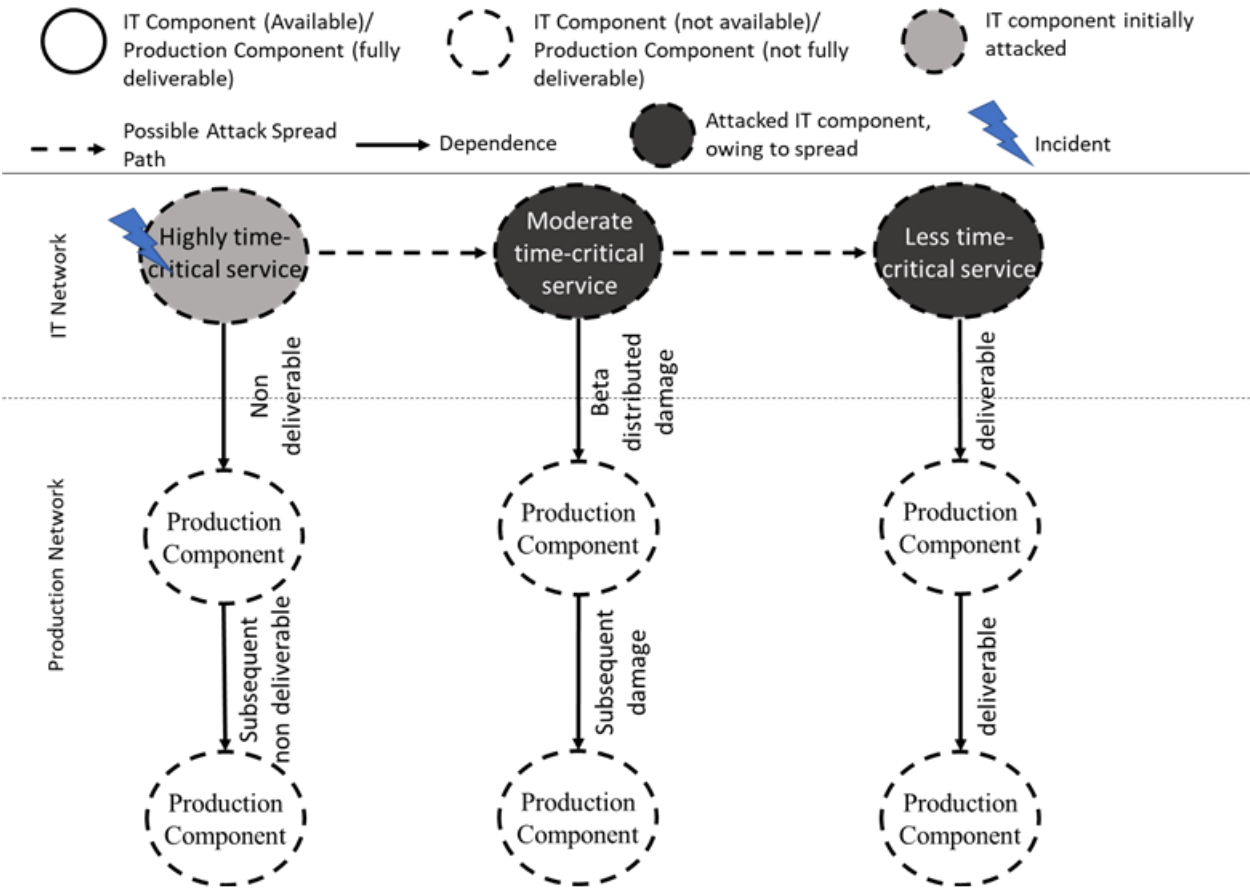 IT Component (Available)/
Production Component (fully
deliverable)
IT Component (not available)/
Production Component (not fully
deliverable)
IT component initially
attacked
Possible Attack Spread
Path
Dependence
Attacked IT component,
owing to spread
Incident
IT Network
Highly time-
critical service
Moderate
time-critical
service
Less time-
critical service
Non
deliverable
Beta
distributed
damage
deliverable
Production Network
Production
Component
Production
Component
Production
Component
Subsequent
non deliverable
Subsequent
damage
deliverable
Production
Component
Production
Component
Production
Component